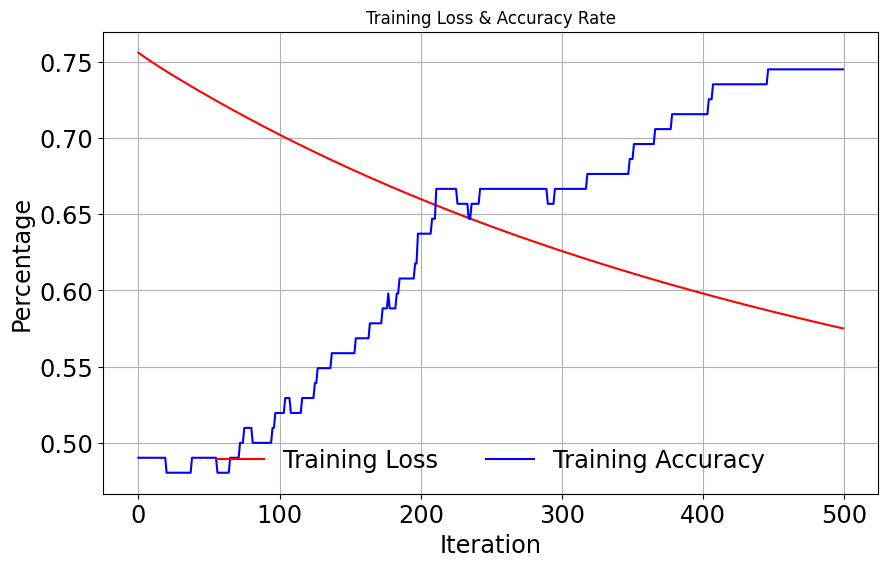 Training Loss & Accuracy Rate
Percentage
0.75
0.70
0.65
0.60
0.55
0.50
Training Loss Training Accuracy
0 100 200 300 400 500
Iteration